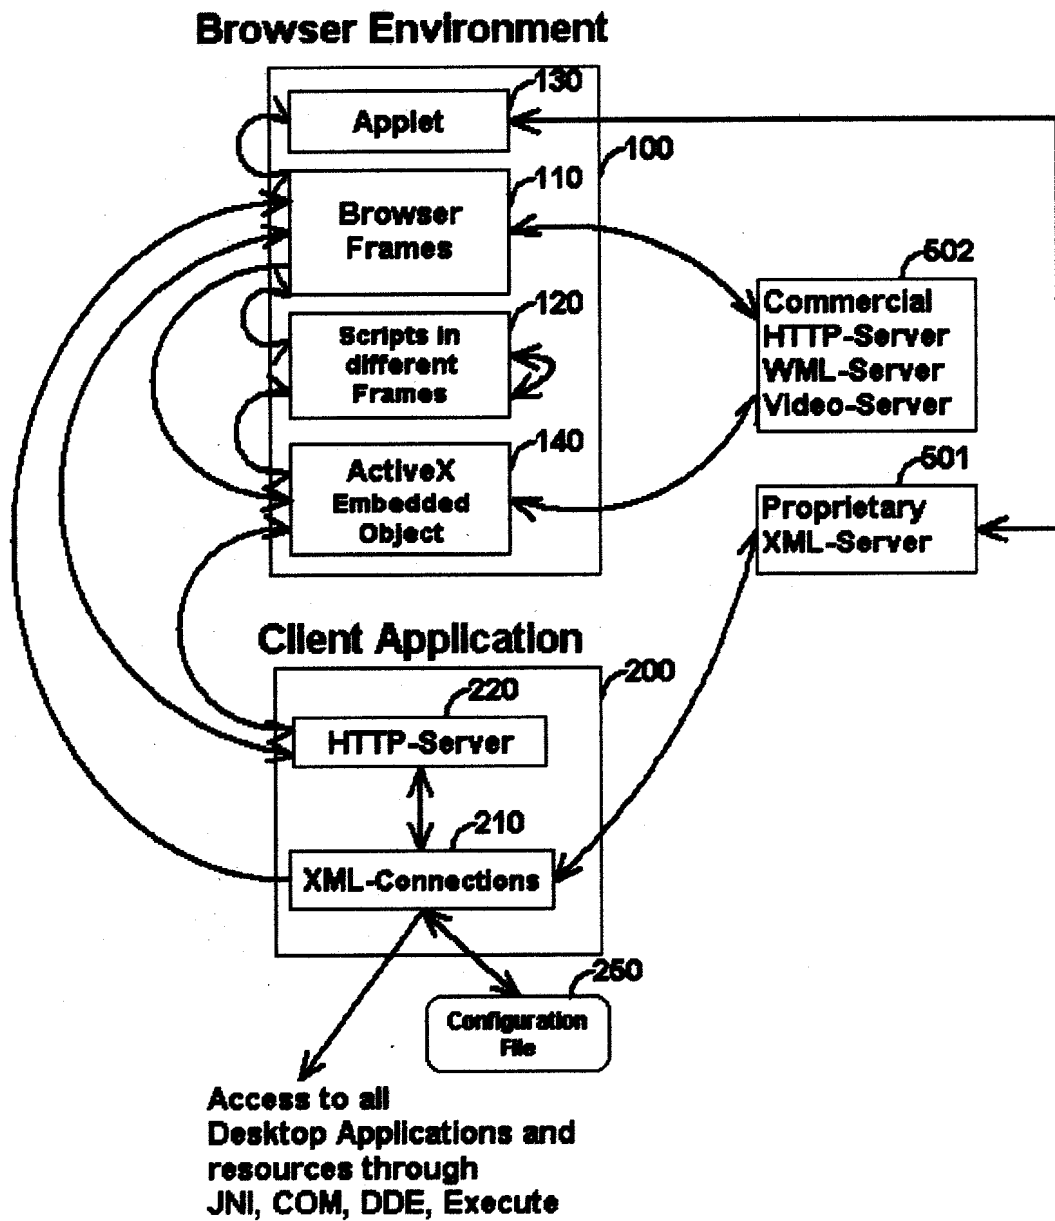 Browser Environment
130
Applet
100
110
Browser
Frames
502
Commercial
HTTP-Server
WML-Server
Video-Server
120
Scripts in
different
Frames
140
ActiveX
Embedded
Object
501
Proprietary
XML-Server
Client Application
200
220
HTTP-Server
210
XML-Connections
250
Configuration
File
Access to all
Desktop Applications and
resources through
JNI, COM, DDE, Execute